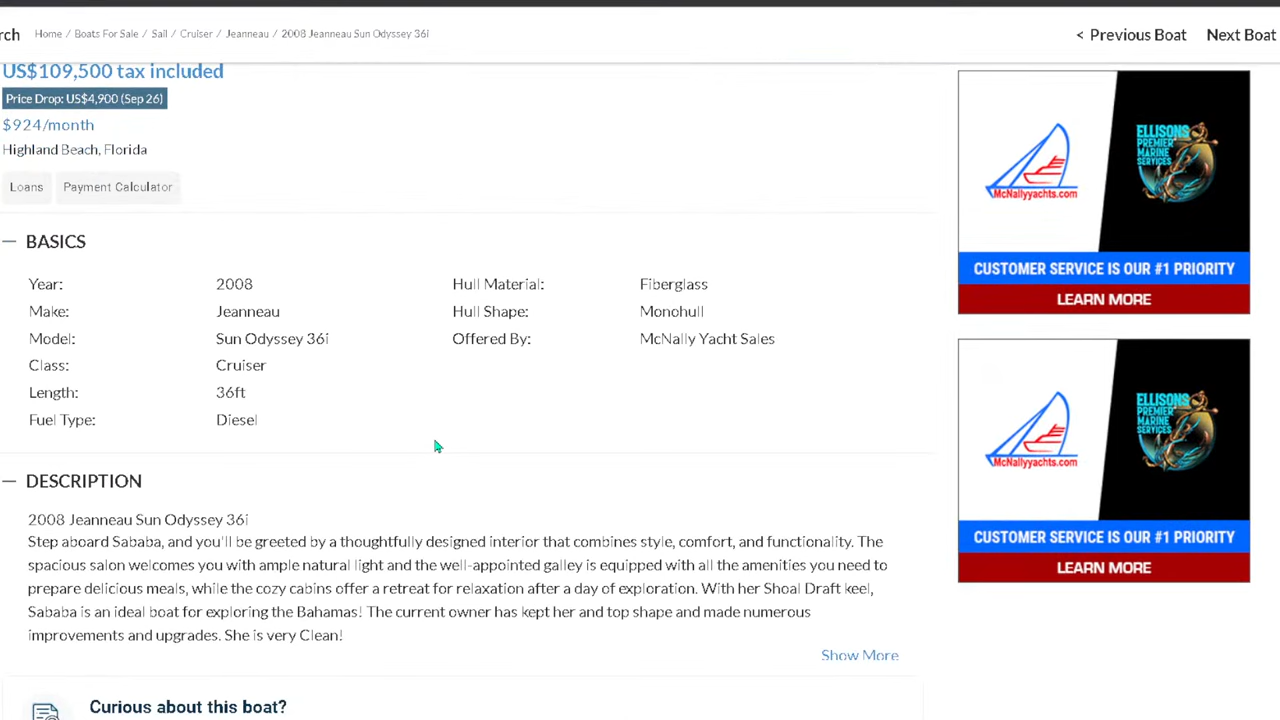 rch
Home / Boats For Sale / Sail / Cruiser / Jeanneau / 2008 Jeanneau Sun Odyssey 36i
< Previous Boat
Next Boat
US$109,500 tax included
Price Drop: US$4,900 (Sep 26)
$924/month
Highland Beach, Florida
Loans
Payment Calculator
BASICS
Year: 2008
Make: Jeanneau
Model: Sun Odyssey 36i
Class: Cruiser
Length: 36ft
Fuel Type: Diesel
Hull Material: Fiberglass
Hull Shape: Monohull
Offered By: McNally Yacht Sales
DESCRIPTION
2008 Jeanneau Sun Odyssey 36i
Step aboard Sababa, and you'll be greeted by a thoughtfully designed interior that combines style, comfort, and functionality. The
spacious salon welcomes you with ample natural light and the well-appointed galley is equipped with all the amenities you need to
prepare delicious meals, while the cozy cabins offer a retreat for relaxation after a day of exploration. With her Shoal Draft keel,
Sababa is an ideal boat for exploring the Bahamas! The current owner has kept her and top shape and made numerous
improvements and upgrades. She is very Clean!
Show More
Curious about this boat?
McNallyyachts.com
ELLISONS
PREMIER
MARINE
SERVICES
CUSTOMER SERVICE IS OUR #1 PRIORITY
LEARN MORE
McNallyyachts.com
ELLISONS
PREMIER
MARINE
SERVICES
CUSTOMER SERVICE IS OUR #1 PRIORITY
LEARN MORE